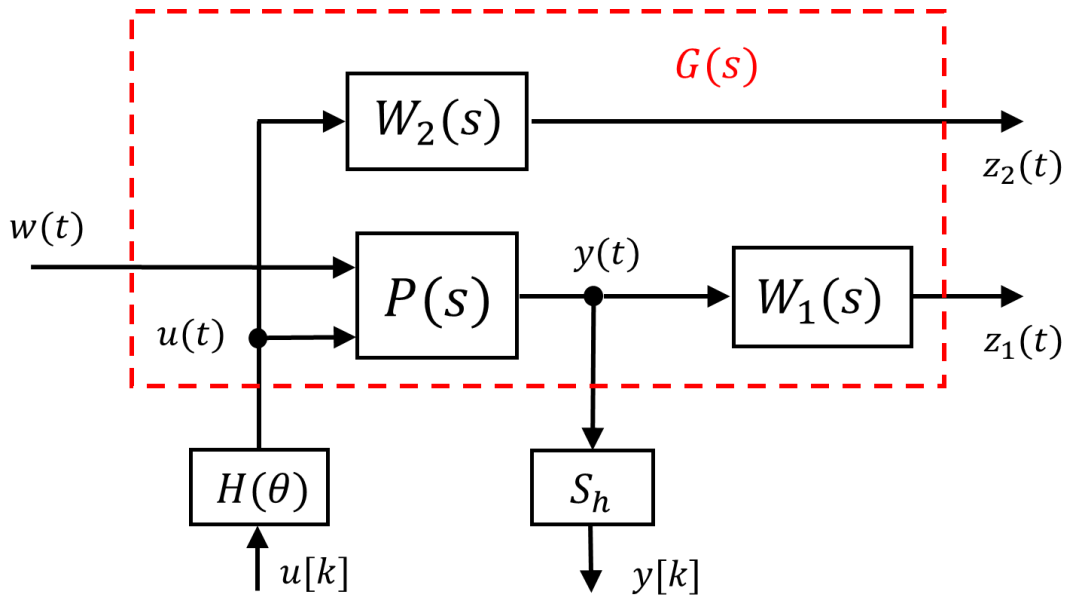 G(s)
W₂(s)
z₂(t)
w(t)
P(s)
y(t)
W₁(s)
u(t)
z₁(t)
H(θ)
Sₕ
u[k]
y[k]